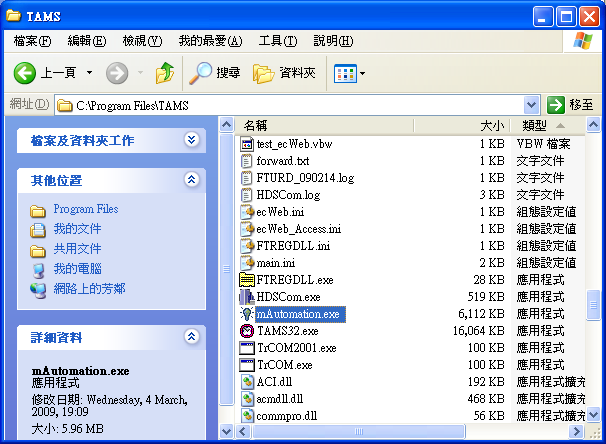 TAMS
檔案(F) 編輯(E) 檢視(V) 我的最愛(A) 工具(T) 說明(H)
上一頁 搜尋 資料夾
網址(D) C:\Program Files\TAMS 移至
檔案及資料夾工作
其他位置
Program Files
我的文件
共用文件
我的電腦
網路上的芳鄰
詳細資料
mAutomation.exe
應用程式
修改日期: Wednesday, 4 March,
2009, 19:09
大小: 5.96 MB
名稱 大小 類型
test_ecWeb.vbw 1 KB VBW 檔案
forward.txt 1 KB 文字文件
FTURD_090214.log 1 KB 文字文件
HDSCom.log 3 KB 文字文件
ecWeb.ini 1 KB 組態設定值
ecWeb_Access.ini 1 KB 組態設定值
FTREGDLL.ini 1 KB 組態設定值
main.ini 2 KB 組態設定值
FTREGDLL.exe 28 KB 應用程式
HDSCom.exe 519 KB 應用程式
mAutomation.exe 6,112 KB 應用程式
TAMS32.exe 16,064 KB 應用程式
TrCOM2001.exe 100 KB 應用程式
TrCOM.exe 100 KB 應用程式
ACI.dll 192 KB 應用程式擴充
acmdll.dll 468 KB 應用程式擴充
commpro.dll 56 KB 應用程式擴充